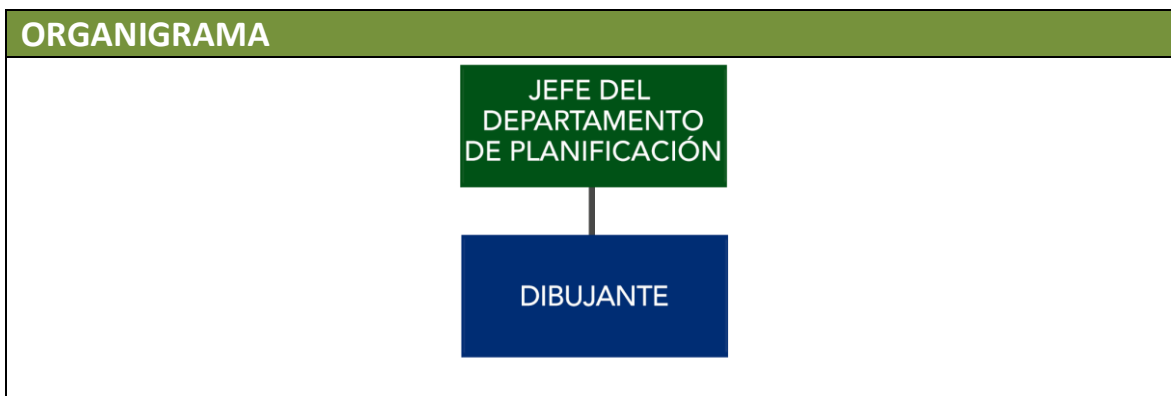 ORGANIGRAMA
JEFE DEL
DEPARTAMENTO
DE PLANIFICACIÓN
DIBUJANTE